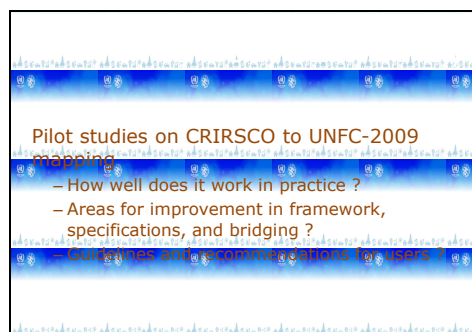 Pilot studies on CRIRSCO to UNFC-2009
mapping
– How well does it work in practice ?
– Areas for improvement in framework,
specifications, and bridging ?
– Guidelines and recommendations for users ?